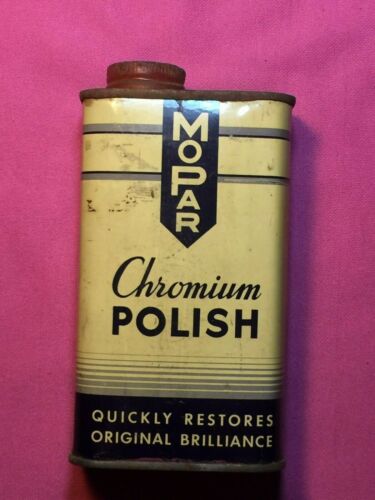 MOPAR
Chromium
POLISH
QUICKLY RESTORES
ORIGINAL BRILLIANCE